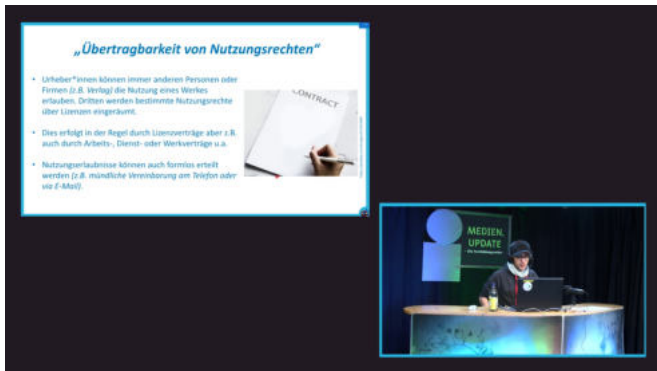 „Übertragbarkeit von Nutzungsrechten“
• Urheber*innen können immer anderen Personen oder
Firmen (z.B. Verlag) die Nutzung eines Werkes
erlauben. Dritten werden bestimmte Nutzungsrechte
über Lizenzen eingeräumt.
• Dies erfolgt in der Regel durch Lizenzverträge aber z.B.
auch durch Arbeits-, Dienst- oder Werkverträge u.a.
• Nutzungserlaubnisse können auch formlos erteilt
werden (z.B. mündliche Vereinbarung am Telefon oder
via E-Mail).
CONTRACT
MEDIEN.
UPDATE